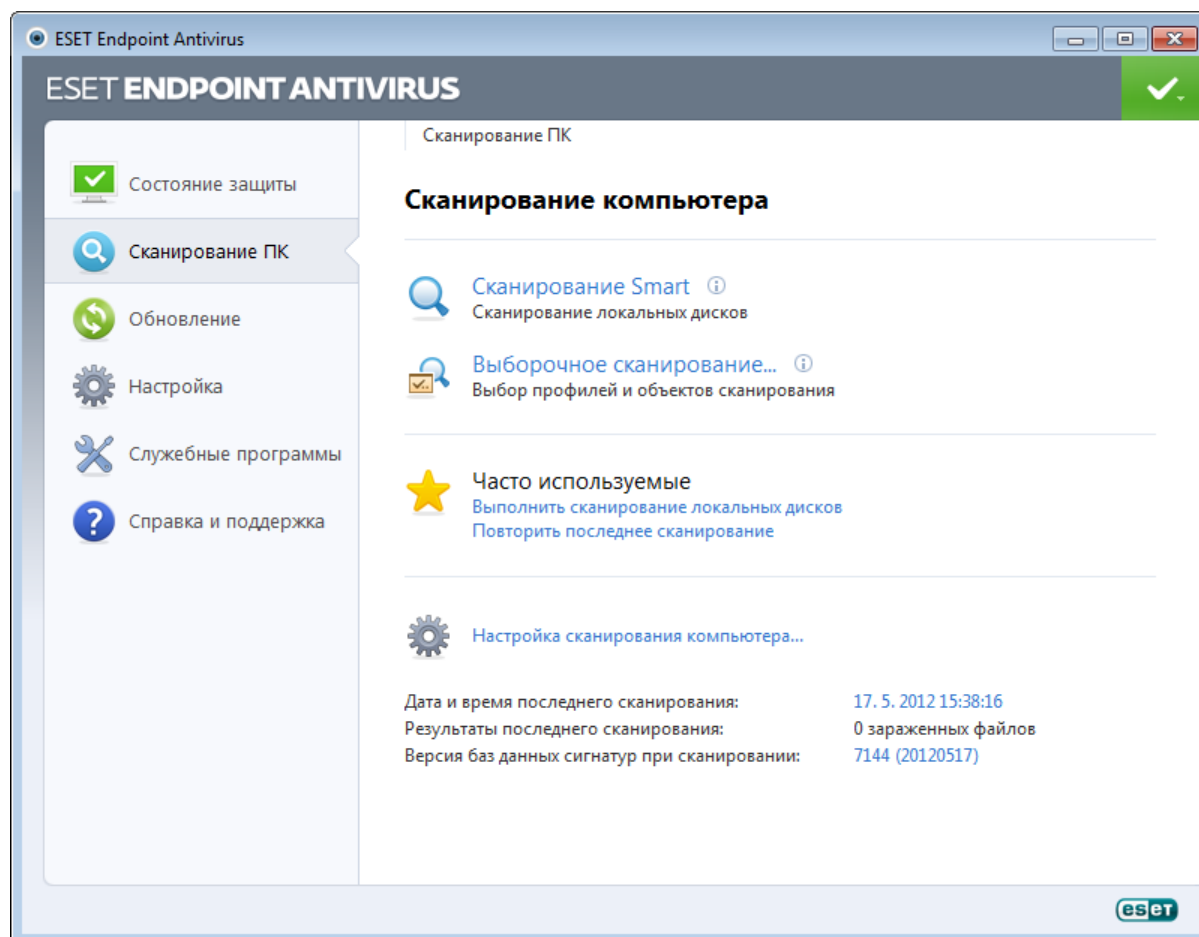 ESET Endpoint Antivirus
ESET ENDPOINT ANTIVIRUS
Состояние защиты
Сканирование ПК
Обновление
Настройка
Служебные программы
Справка и поддержка
Сканирование ПК
Сканирование компьютера
Сканирование Smart
Сканирование локальных дисков
Выборочное сканирование...
Выбор профилей и объектов сканирования
Часто используемые
Выполнить сканирование локальных дисков
Повторить последнее сканирование
Настройка сканирования компьютера...
Дата и время последнего сканирования: 17. 5. 2012 15:38:16
Результаты последнего сканирования: 0 зараженных файлов
Версия баз данных сигнатур при сканировании: 7144 (20120517)
eseT